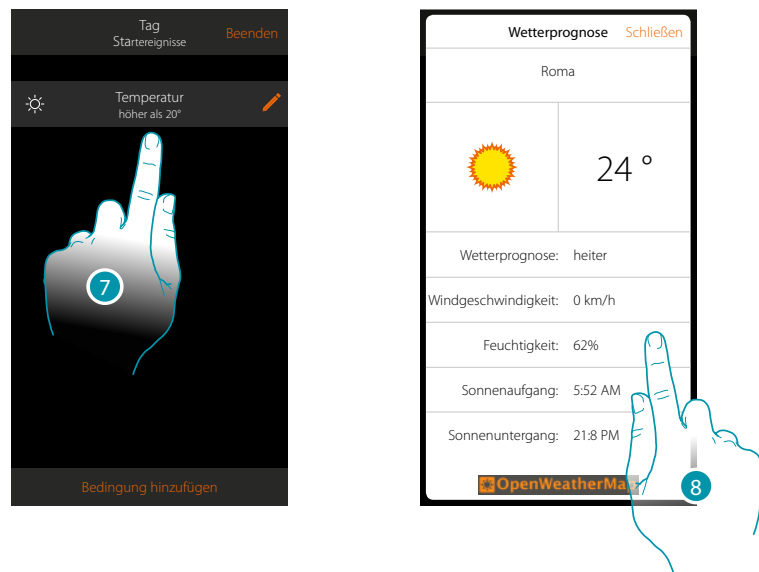 Tag
Startereignisse
Beenden
Temperatur
höher als 20°
7
Bedingung hinzufügen
Wetterprognose Schließen
Roma
24 °
Wetterprognose: heiter
Windgeschwindigkeit: 0 km/h
Feuchtigkeit: 62%
Sonnenaufgang: 5:52 AM
Sonnenuntergang: 21:8 PM
OpenWeatherMap
8